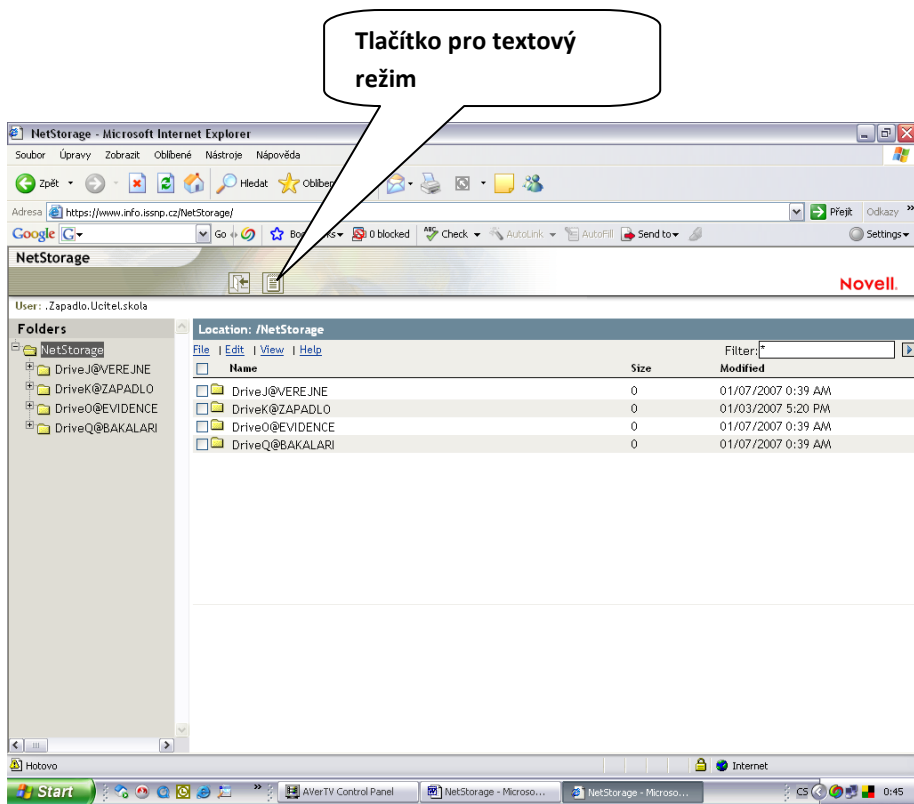 Tlačítko pro textový
režim
NetStorage - Microsoft Internet Explorer
Soubor Úpravy Zobrazit Oblíbené Nástroje Nápověda
Zpět Hledat
Adresa https://www.info.issnp.cz/NetStorage/ Přejít Odkazy »
Google G Go 0 blocked Check AutoLink AutoFill Send to Settings
NetStorage
Novell.
User: .Zapadlo.Ucitel.skola
Folders
NetStorage
DriveJ@VEREJNE
DriveK@ZAPADLO
DriveO@EVIDENCE
DriveQ@BAKALARI
Location: /NetStorage
File | Edit | View | Help Filter:*
Name Size Modified
DriveJ@VEREJNE 0 01/07/2007 0:39 AM
DriveK@ZAPADLO 0 01/03/2007 5:20 PM
DriveO@EVIDENCE 0 01/07/2007 0:39 AM
DriveQ@BAKALARI 0 01/07/2007 0:39 AM
Hotovo Internet
Start » AVerTV Control Panel NetStorage - Microso... NetStorage - Microso... CS 0:45